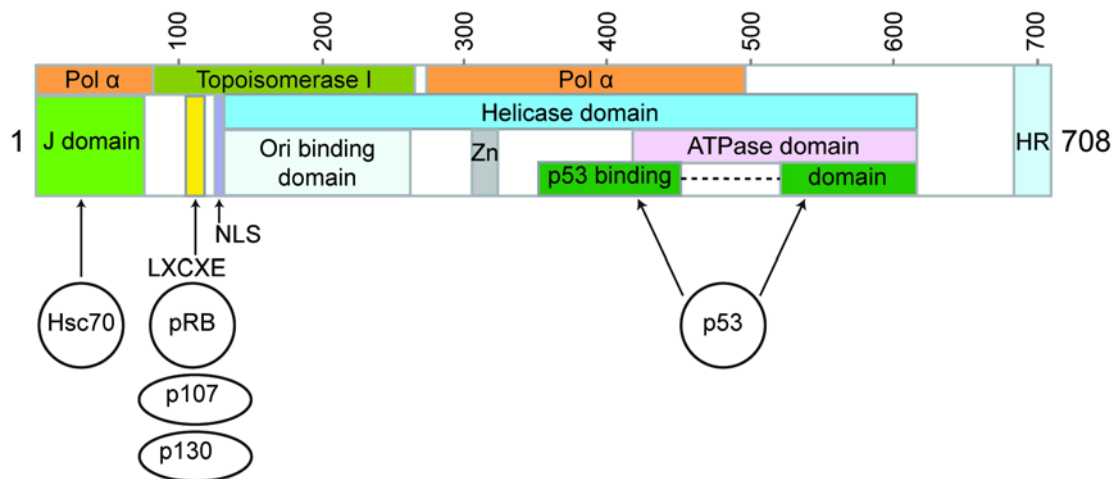 100 200 300 400 500 600 700
Pol α Topoisomerase I Pol α
Helicase domain
1 J domain HR 708
Ori binding
domain
Zn
ATPase domain
p53 binding domain
NLS
LXCXE
Hsc70 pRB p53
p107
p130